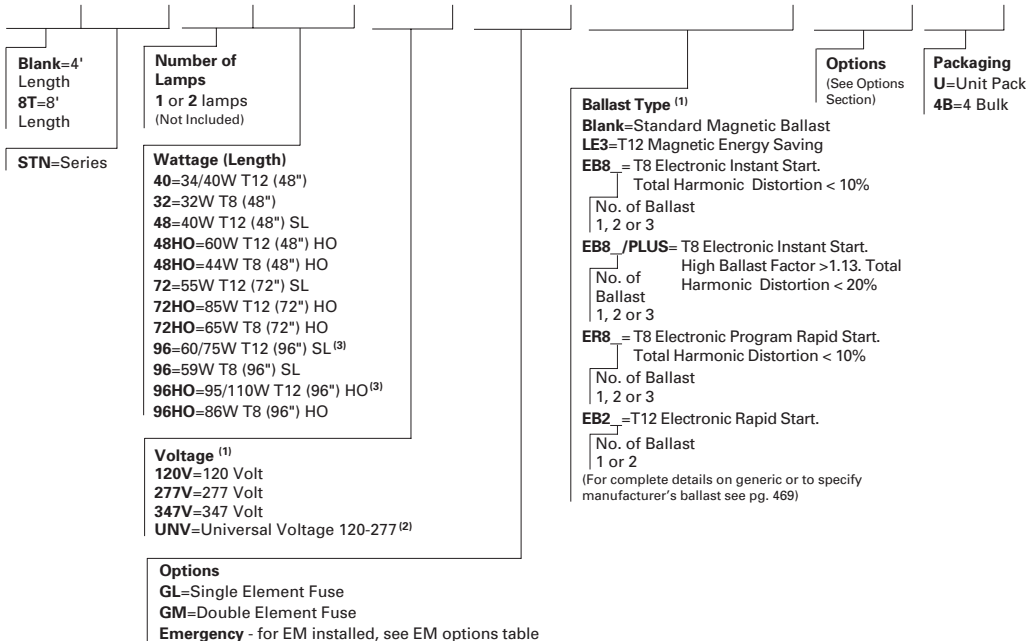 Blank=4'
Length
8T=8'
Length
STN=Series
Number of
Lamps
1 or 2 lamps
(Not Included)
Wattage (Length)
40=34/40W T12 (48")
32=32W T8 (48")
48=40W T12 (48") SL
48HO=60W T12 (48") HO
48HO=44W T8 (48") HO
72=55W T12 (72") SL
72HO=85W T12 (72") HO
72HO=65W T8 (72") HO
96=60/75W T12 (96") SL (3)
96=59W T8 (96") SL
96HO=95/110W T12 (96") HO (3)
96HO=86W T8 (96") HO
Voltage (1)
120V=120 Volt
277V=277 Volt
347V=347 Volt
UNV=Universal Voltage 120-277 (2)
Options
GL=Single Element Fuse
GM=Double Element Fuse
Emergency - for EM installed, see EM options table
Ballast Type (1)
Blank=Standard Magnetic Ballast
LE3=T12 Magnetic Energy Saving
EB8_= T8 Electronic Instant Start.
Total Harmonic Distortion < 10%
No. of Ballast
1, 2 or 3
EB8_/PLUS= T8 Electronic Instant Start.
High Ballast Factor >1.13. Total
Harmonic Distortion < 20%
No. of
Ballast
1, 2 or 3
ER8_= T8 Electronic Program Rapid Start.
Total Harmonic Distortion < 10%
No. of Ballast
1, 2 or 3
EB2_=T12 Electronic Rapid Start.
No. of Ballast
1 or 2
(For complete details on generic or to specify
manufacturer's ballast see pg. 469)
Options
(See Options
Section)
Packaging
U=Unit Pack
4B=4 Bulk